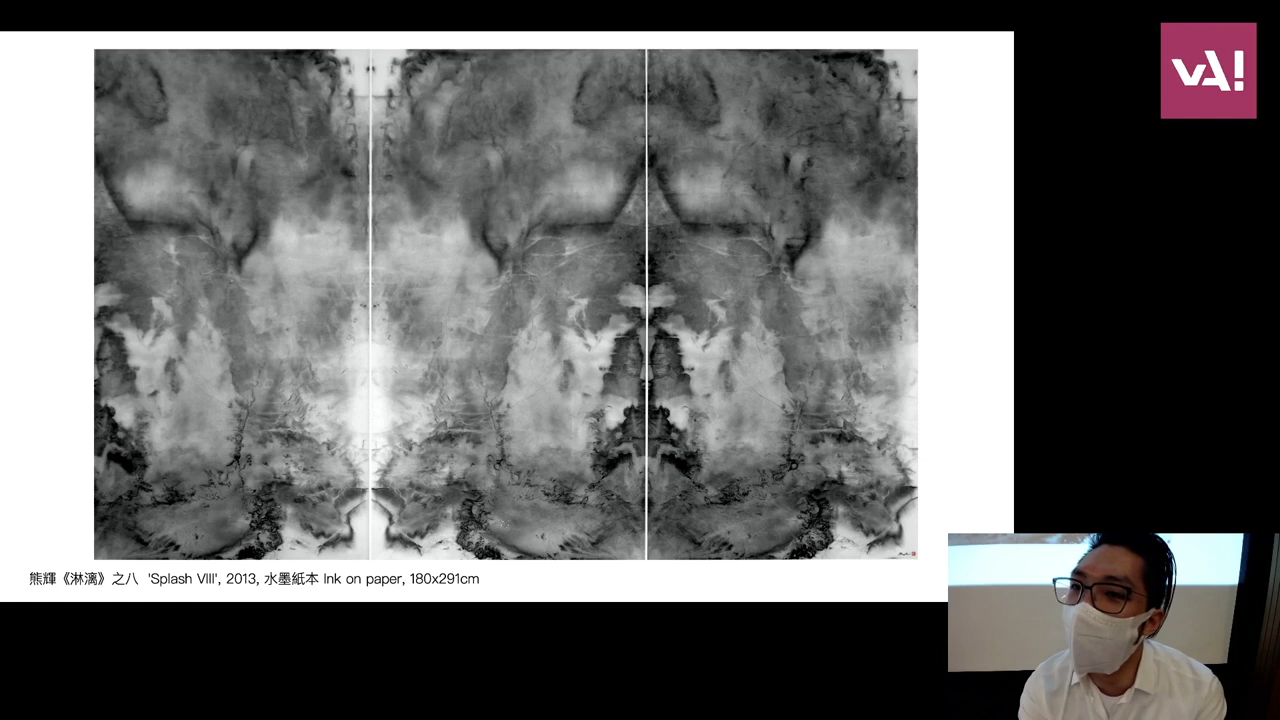 vA!
熊輝《淋漓》之八 'Splash VIII', 2013, 水墨紙本 Ink on paper, 180x291cm